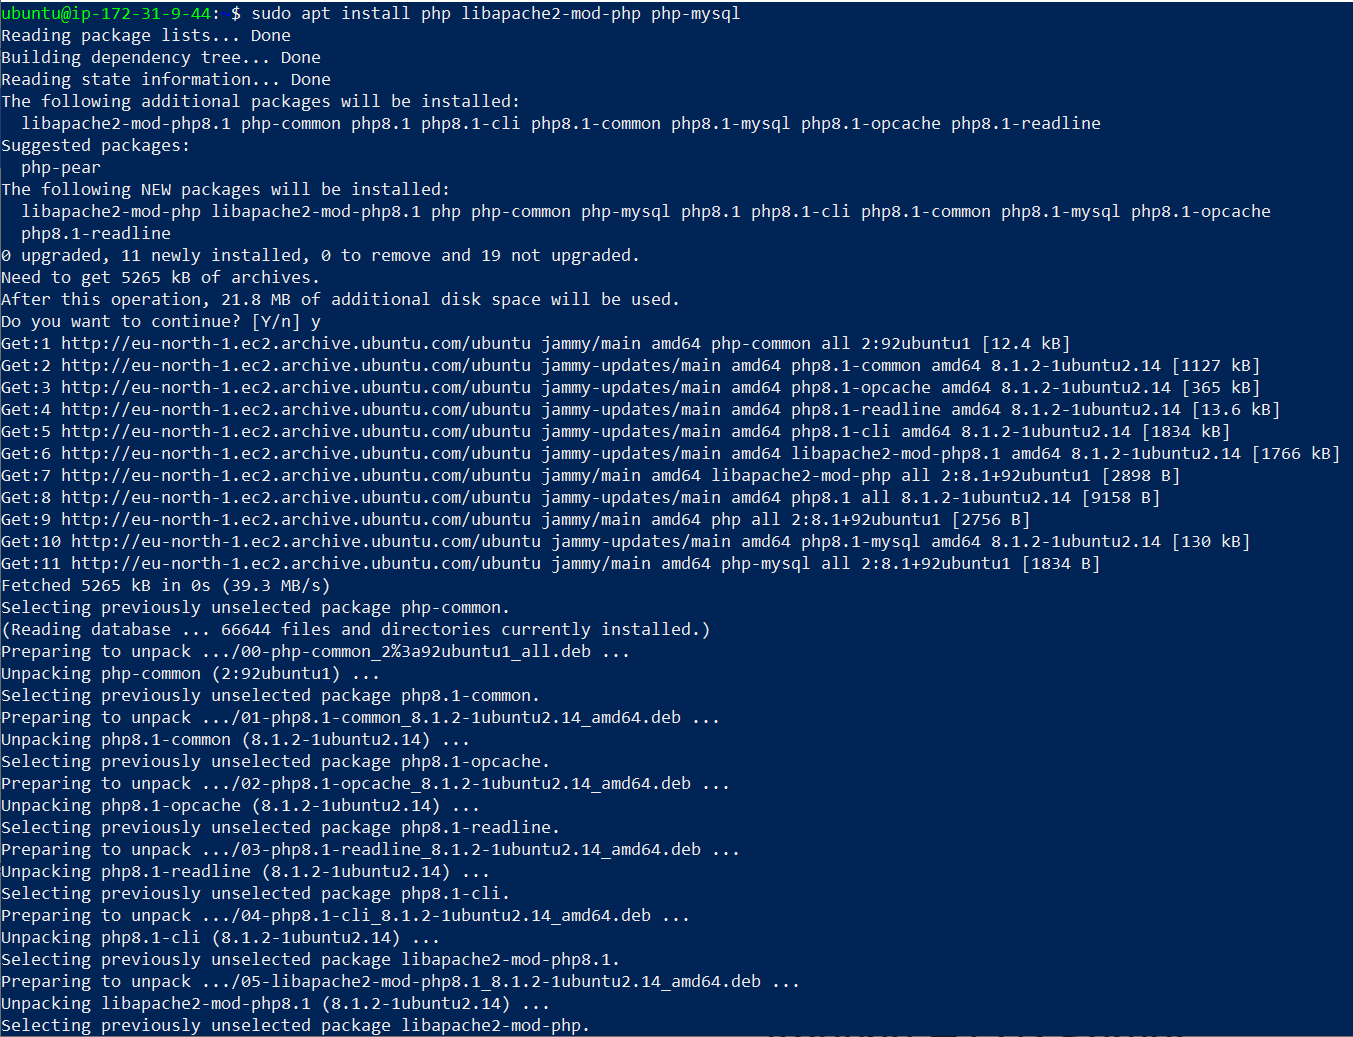 ubuntu@ip-172-31-9-44: $ sudo apt install php libapache2-mod-php php-mysql
Reading package lists... Done
Building dependency tree... Done
Reading state information... Done
The following additional packages will be installed:
  libapache2-mod-php8.1 php-common php8.1 php8.1-cli php8.1-common php8.1-mysql php8.1-opcache php8.1-readline
Suggested packages:
  php-pear
The following NEW packages will be installed:
  libapache2-mod-php libapache2-mod-php8.1 php php-common php-mysql php8.1 php8.1-cli php8.1-common php8.1-mysql php8.1-opcache
  php8.1-readline
0 upgraded, 11 newly installed, 0 to remove and 19 not upgraded.
Need to get 5265 kB of archives.
After this operation, 21.8 MB of additional disk space will be used.
Do you want to continue? [Y/n] y
Get:1 http://eu-north-1.ec2.archive.ubuntu.com/ubuntu jammy/main amd64 php-common all 2:92ubuntu1 [12.4 kB]
Get:2 http://eu-north-1.ec2.archive.ubuntu.com/ubuntu jammy-updates/main amd64 php8.1-common amd64 8.1.2-1ubuntu2.14 [1127 kB]
Get:3 http://eu-north-1.ec2.archive.ubuntu.com/ubuntu jammy-updates/main amd64 php8.1-opcache amd64 8.1.2-1ubuntu2.14 [365 kB]
Get:4 http://eu-north-1.ec2.archive.ubuntu.com/ubuntu jammy-updates/main amd64 php8.1-readline amd64 8.1.2-1ubuntu2.14 [13.6 kB]
Get:5 http://eu-north-1.ec2.archive.ubuntu.com/ubuntu jammy-updates/main amd64 php8.1-cli amd64 8.1.2-1ubuntu2.14 [1834 kB]
Get:6 http://eu-north-1.ec2.archive.ubuntu.com/ubuntu jammy-updates/main amd64 libapache2-mod-php8.1 amd64 8.1.2-1ubuntu2.14 [1766 kB]
Get:7 http://eu-north-1.ec2.archive.ubuntu.com/ubuntu jammy/main amd64 libapache2-mod-php all 2:8.1+92ubuntu1 [2898 B]
Get:8 http://eu-north-1.ec2.archive.ubuntu.com/ubuntu jammy-updates/main amd64 php8.1 all 8.1.2-1ubuntu2.14 [9158 B]
Get:9 http://eu-north-1.ec2.archive.ubuntu.com/ubuntu jammy/main amd64 php all 2:8.1+92ubuntu1 [2756 B]
Get:10 http://eu-north-1.ec2.archive.ubuntu.com/ubuntu jammy-updates/main amd64 php8.1-mysql amd64 8.1.2-1ubuntu2.14 [130 kB]
Get:11 http://eu-north-1.ec2.archive.ubuntu.com/ubuntu jammy/main amd64 php-mysql all 2:8.1+92ubuntu1 [1834 B]
Fetched 5265 kB in 0s (39.3 MB/s)
Selecting previously unselected package php-common.
(Reading database ... 66644 files and directories currently installed.)
Preparing to unpack .../00-php-common_2%3a92ubuntu1_all.deb ...
Unpacking php-common (2:92ubuntu1) ...
Selecting previously unselected package php8.1-common.
Preparing to unpack .../01-php8.1-common_8.1.2-1ubuntu2.14_amd64.deb ...
Unpacking php8.1-common (8.1.2-1ubuntu2.14) ...
Selecting previously unselected package php8.1-opcache.
Preparing to unpack .../02-php8.1-opcache_8.1.2-1ubuntu2.14_amd64.deb ...
Unpacking php8.1-opcache (8.1.2-1ubuntu2.14) ...
Selecting previously unselected package php8.1-readline.
Preparing to unpack .../03-php8.1-readline_8.1.2-1ubuntu2.14_amd64.deb ...
Unpacking php8.1-readline (8.1.2-1ubuntu2.14) ...
Selecting previously unselected package php8.1-cli.
Preparing to unpack .../04-php8.1-cli_8.1.2-1ubuntu2.14_amd64.deb ...
Unpacking php8.1-cli (8.1.2-1ubuntu2.14) ...
Selecting previously unselected package libapache2-mod-php8.1.
Preparing to unpack .../05-libapache2-mod-php8.1_8.1.2-1ubuntu2.14_amd64.deb ...
Unpacking libapache2-mod-php8.1 (8.1.2-1ubuntu2.14) ...
Selecting previously unselected package libapache2-mod-php.